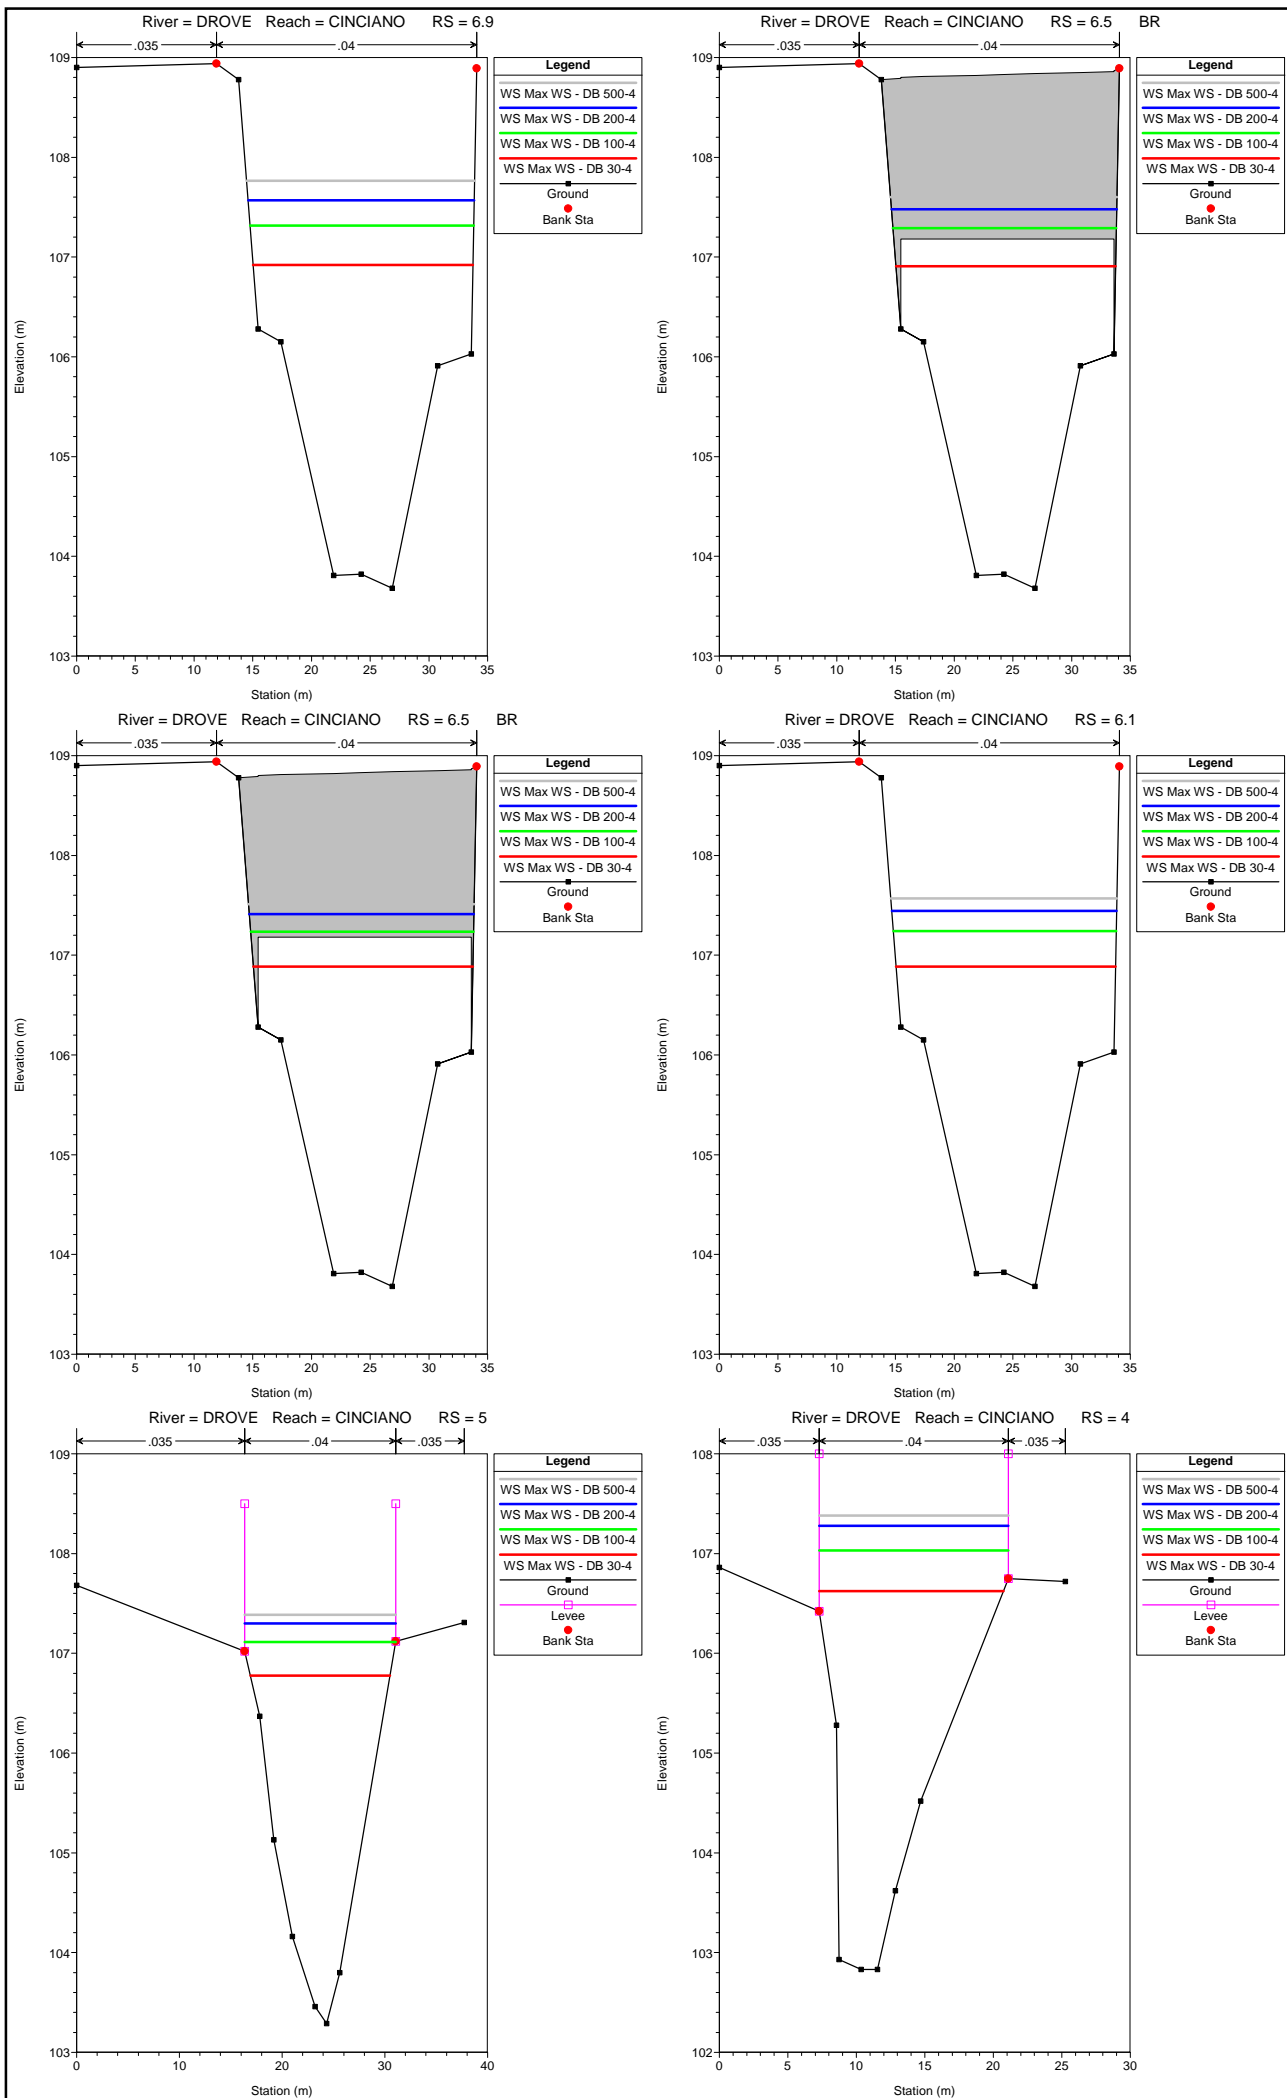 River = DROVE Reach = CINCIANO RS = 6.9
.035 .04
Legend
WS Max WS - DB 500-4
WS Max WS - DB 200-4
WS Max WS - DB 100-4
WS Max WS - DB 30-4
Ground
Bank Sta
109
108
107
106
105
104
103
Elevation (m)
0 5 10 15 20 25 30 35
Station (m)
River = DROVE Reach = CINCIANO RS = 6.5 BR
.035 .04
Legend
WS Max WS - DB 500-4
WS Max WS - DB 200-4
WS Max WS - DB 100-4
WS Max WS - DB 30-4
Ground
Bank Sta
109
108
107
106
105
104
103
Elevation (m)
0 5 10 15 20 25 30 35
Station (m)
River = DROVE Reach = CINCIANO RS = 6.5 BR
.035 .04
Legend
WS Max WS - DB 500-4
WS Max WS - DB 200-4
WS Max WS - DB 100-4
WS Max WS - DB 30-4
Ground
Bank Sta
109
108
107
106
105
104
103
Elevation (m)
0 5 10 15 20 25 30 35
Station (m)
River = DROVE Reach = CINCIANO RS = 6.1
.035 .04
Legend
WS Max WS - DB 500-4
WS Max WS - DB 200-4
WS Max WS - DB 100-4
WS Max WS - DB 30-4
Ground
Bank Sta
109
108
107
106
105
104
103
Elevation (m)
0 5 10 15 20 25 30 35
Station (m)
River = DROVE Reach = CINCIANO RS = 5
.035 .04 .035
Legend
WS Max WS - DB 500-4
WS Max WS - DB 200-4
WS Max WS - DB 100-4
WS Max WS - DB 30-4
Ground
Levee
Bank Sta
109
108
107
106
105
104
103
Elevation (m)
0 10 20 30 40
Station (m)
River = DROVE Reach = CINCIANO RS = 4
.035 .04 .035
Legend
WS Max WS - DB 500-4
WS Max WS - DB 200-4
WS Max WS - DB 100-4
WS Max WS - DB 30-4
Ground
Levee
Bank Sta
108
107
106
105
104
103
102
Elevation (m)
0 5 10 15 20 25 30
Station (m)